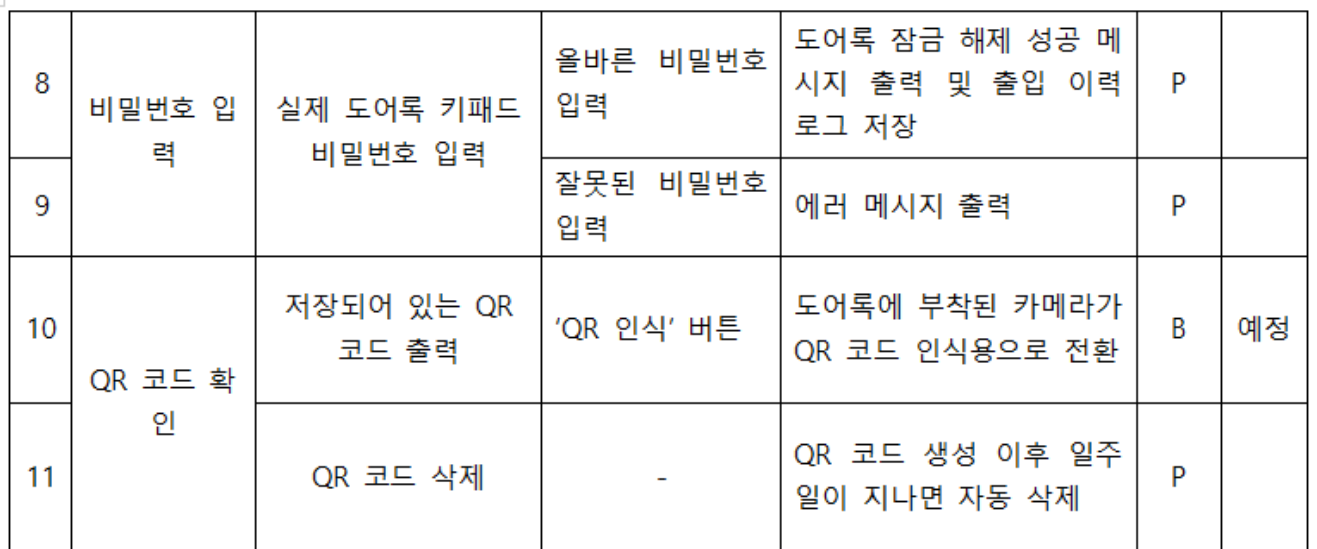 8
비밀번호 입
력
실제 도어록 키패드
비밀번호 입력
올바른 비밀번호
입력
도어록 잠금 해제 성공 메
시지 출력 및 출입 이력
로그 저장
P
9
잘못된 비밀번호
입력
에러 메시지 출력
P
10
QR 코드 확
인
저장되어 있는 QR
코드 출력
‘QR 인식’ 버튼
도어록에 부착된 카메라가
QR 코드 인식용으로 전환
B
예정
11
QR 코드 삭제
-
QR 코드 생성 이후 일주
일이 지나면 자동 삭제
P